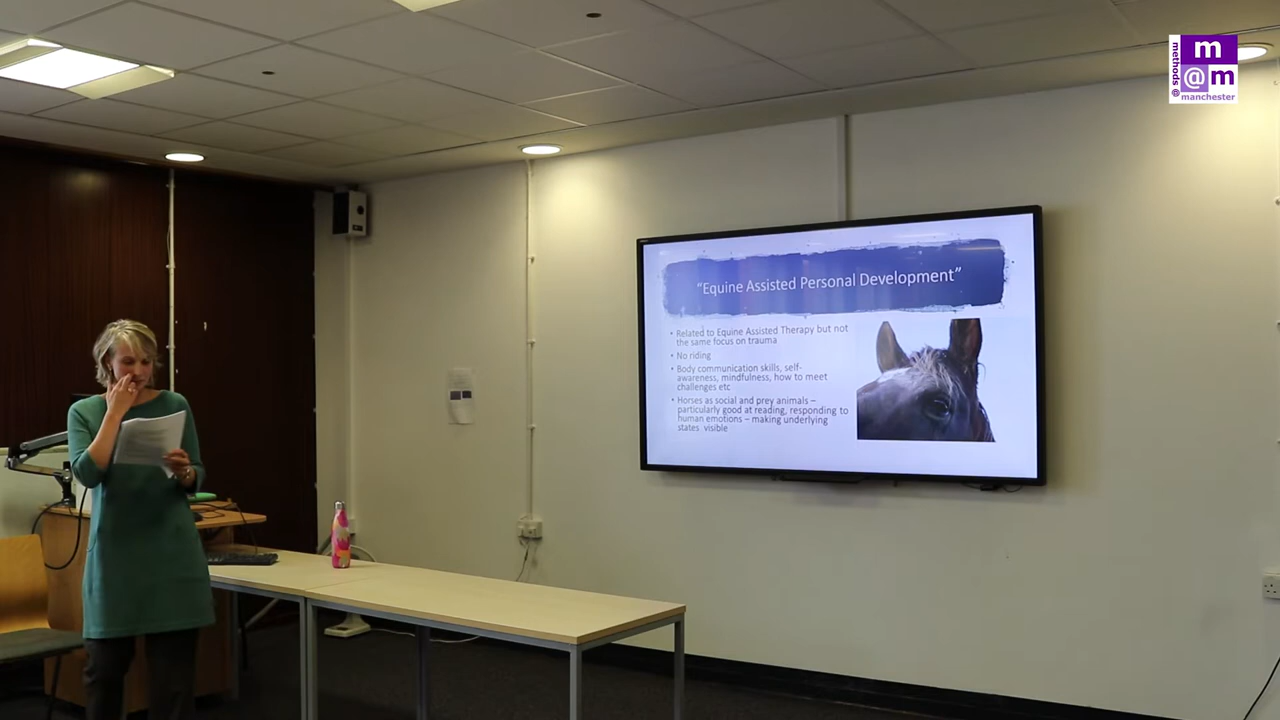 m
methods@
@m
manchester
"Equine Assisted Personal Development"
• Related to Equine Assisted Therapy but not
the same focus on trauma
• No riding
• Body communication skills, self-
awareness, mindfulness, how to meet
challenges etc
• Horses as social and prey animals –
particularly good at reading, responding to
human emotions – making underlying
states visible